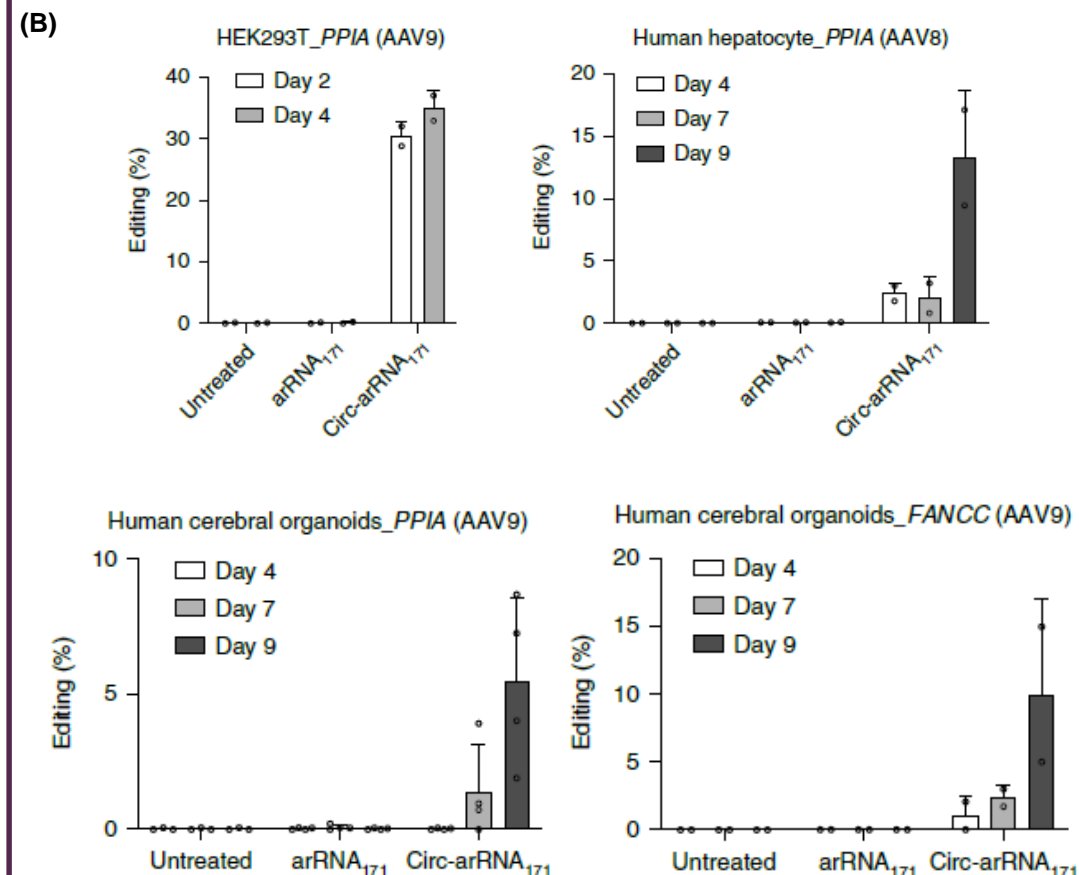 (B)
HEK293T_PPIA (AAV9)
Day 2
Day 4
Editing (%)
40
30
20
10
0
Untreated
arRNA171
Circ-arRNA171
Human hepatocyte_PPIA (AAV8)
Day 4
Day 7
Day 9
Editing (%)
20
15
10
5
0
Untreated
arRNA171
Circ-arRNA171
Human cerebral organoids_PPIA (AAV9)
Day 4
Day 7
Day 9
Editing (%)
10
5
0
Untreated
arRNA171
Circ-arRNA171
Human cerebral organoids_FANCC (AAV9)
Day 4
Day 7
Day 9
Editing (%)
20
15
10
5
0
Untreated
arRNA171
Circ-arRNA171